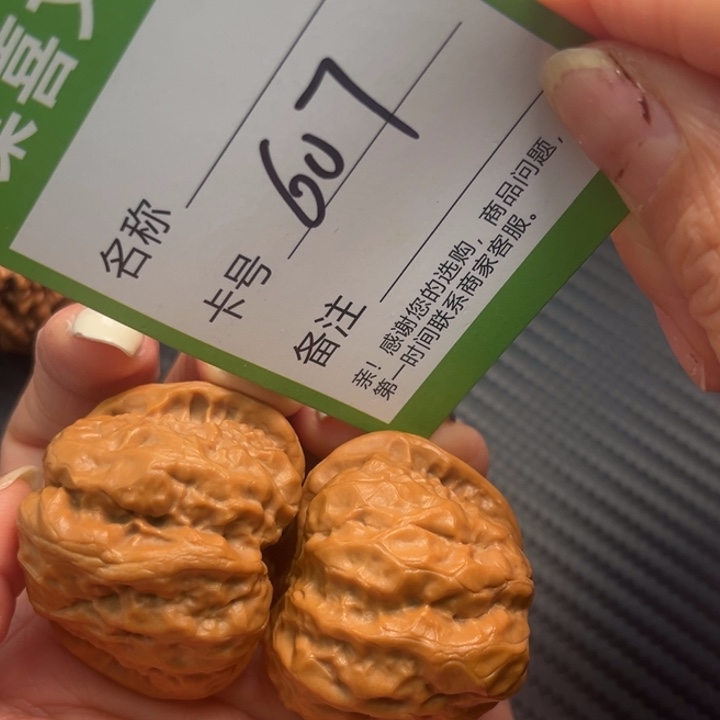 名称
卡号 607
备注
亲！感谢您的选购，商品问题，
第一时间联系商家客服。